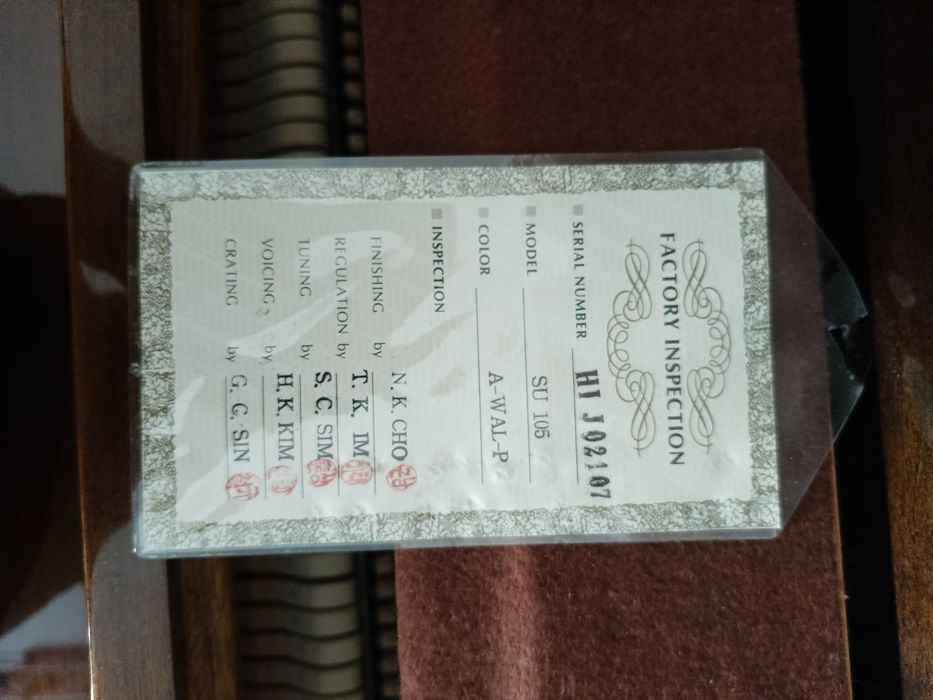 FACTORY INSPECTION
SERIAL NUMBER HI J02107
MODEL SU 105
COLOR A-WAL-P
INSPECTION
FINISHING by N. K. CHO
REGULATION by T. K. IM
TUNING by S. C. SIM
VOICING by H. K. KIM
CRATING by G. C. SIN